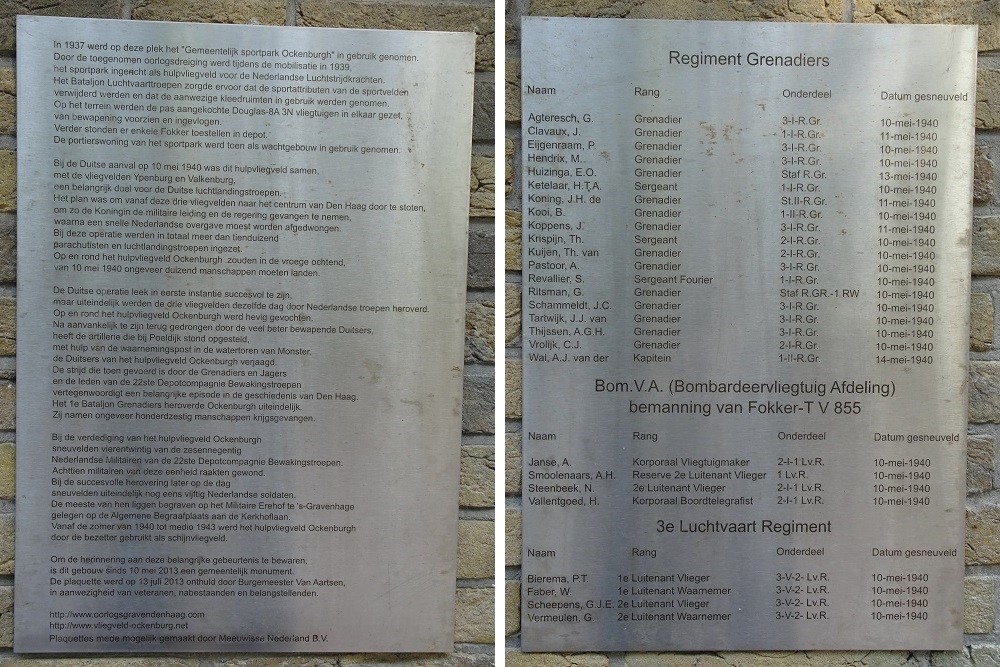 In 1937 werd op deze plek het "Gemeentelijk sportpark Ockenburgh" in gebruik genomen.
Door de toegenomen oorlogsdreiging werd tijdens de mobilisatie in 1939,
het sportpark ingericht als hulpvliegveld voor de Nederlandse Luchtstrijdkrachten.
Het Bataljon Luchtvaarttroepen zorgde ervoor dat de sportattributen van de sportvelden
verwijderd werden en dat de aanwezige kleedruimten in gebruik werden genomen.
Op het terrein werden de pas aangekochte Douglas-8A 3N vliegtuigen in elkaar gezet,
van bewapening voorzien en ingevlogen.
Verder stonden er enkele Fokker toestellen in depot.
De portierswoning van het sportpark werd toen als wachtgebouw in gebruik genomen.
Bij de Duitse aanval op 10 mei 1940 was dit hulpvliegveld samen,
met de vliegvelden Ypenburg en Valkenburg,
een belangrijk doel voor de Duitse luchtlandingstroepen.
Het plan was om vanaf deze drie vliegvelden naar het centrum van Den Haag door te stoten,
om zo de Koningin de militaire leiding en de regering gevangen te nemen,
waarna een snelle Nederlandse overgave moest worden afgedwongen.
Bij deze operatie werden in totaal meer dan tienduizend
parachutisten en luchtlandingstroepen ingezet.
Op en rond het hulpvliegveld Ockenburgh zouden in de vroege ochtend,
van 10 mei 1940 ongeveer duizend manschappen moeten landen.
De Duitse operatie leek in eerste instantie succesvol te zijn,
maar uiteindelijk werden de drie vliegvelden dezelfde dag door Nederlandse troepen heroverd.
Op en rond het hulpvliegveld Ockenburgh werd hevig gevochten.
Na aanvankelijk te zijn terug gedrongen door de veel beter bewapende Duitsers,
heeft de artillerie die bij Poeldijk stond opgesteld,
met hulp van de waarnemingspost in de watertoren van Monster,
de Duitsers van het hulpvliegveld Ockenburgh verjaagd.
De strijd die toen gevoerd is door de Grenadiers en Jagers
en de leden van de 22ste Depotcompagnie Bewakingstroepen
vertegenwoordigt een belangrijke episode in de geschiedenis van Den Haag.
Het 1e Bataljon Grenadiers heroverde Ockenburgh uiteindelijk.
Zij namen ongeveer honderdzestig manschappen krijgsgevangen.
Bij de verdediging van het hulpvliegveld Ockenburgh
sneuvelden vierentwintig van de zesennegentig
Nederlandse Militairen van de 22ste Depotcompagnie Bewakingstroepen.
Achttien militairen van deze eenheid raakten gewond.
Bij de succesvolle herovering later op de dag
sneuvelden uiteindelijk nog eens vijftig Nederlandse soldaten.
De meeste van hen liggen begraven op het Militaire Erehof te 's-Gravenhage
gelegen op de Algemene Begraafplaats aan de Kerkhoflaan.
Vanaf de zomer van 1940 tot medio 1943 werd het hulpvliegveld Ockenburgh
door de bezetter gebruikt als schijnvliegveld.
Om de herinnering aan deze belangrijke gebeurtenis te bewaren,
is dit gebouw sinds 10 mei 2013 een gemeentelijk monument.
De plaquette werd op 13 juli 2013 onthuld door Burgemeester Van Aartsen,
in aanwezigheid van veteranen, nabestaanden en belangstellenden.
http://www.oorlogsgravendenhaag.com
http://www.vliegveld-ockenburg.net
Plaquettes mede mogelijk gemaakt door Meeuwisse Nederland B.V.
Regiment Grenadiers
Naam Rang Onderdeel Datum gesneuveld
Agteresch, G. Grenadier 3-I-R.Gr. 10-mei-1940
Clavaux, J. Grenadier 1-I-R.Gr. 11-mei-1940
Eijgenraam, P. Grenadier 3-I-R.Gr. 10-mei-1940
Hendrix, M.. Grenadier 3-I-R.Gr. 10-mei-1940
Huizinga, E.O. Grenadier Staf R.Gr. 13-mei-1940
Ketelaar, H.T.A. Sergeant 1-I-R.Gr. 10-mei-1940
Koning, J.H. de Grenadier St.II-R.Gr. 11-mei-1940
Kooi, B. Grenadier 1-II-R.Gr. 10-mei-1940
Koppens, J. Grenadier 3-I-R.Gr. 11-mei-1940
Krispijn, Th. Sergeant 2-I-R.Gr. 10-mei-1940
Kuijen, Th. van Grenadier 2-I-R.Gr. 10-mei-1940
Pastoor, A. Grenadier 3-I-R.Gr. 10-mei-1940
Revallier, S. Sergeant Fourier 1-I-R.Gr. 10-mei-1940
Ritsman, G. Grenadier Staf R.GR.-1 RW 10-mei-1940
Schammeldt, J.C. Grenadier 3-I-R.Gr. 10-mei-1940
Tartwijk, J.J. van Grenadier 3-I-R.Gr. 10-mei-1940
Thijssen, A.G.H. Grenadier 3-I-R.Gr. 10-mei-1940
Vrolijk, C.J. Grenadier 2-I-R.Gr. 10-mei-1940
Wal, A.J. van der Kapitein 1-II-R.Gr. 14-mei-1940
Bom.V.A. (Bombardeervliegtuig Afdeling)
bemanning van Fokker-T V 855
Naam Rang Onderdeel Datum gesneuveld
Janse, A. Korporaal Vliegtuigmaker 2-I-1 Lv.R. 10-mei-1940
Smoolenaars, A.H. Reserve 2e Luitenant Vlieger 1 Lv.R. 10-mei-1940
Steenbeek, N. 2e Luitenant Vlieger 2-I-1 Lv.R. 10-mei-1940
Vailentgoed, H. Korporaal Boordtelegrafist 2-I-1 Lv.R. 10-mei-1940
3e Luchtvaart Regiment
Naam Rang Onderdeel Datum gesneuveld
Bierema, P.T. 1e Luitenant Vlieger 3-V-2- Lv.R. 10-mei-1940
Faber, W. 1e Luitenant Waarnemer 3-V-2- Lv.R. 10-mei-1940
Scheepens, G.J.E. 2e Luitenant Vlieger 3-V-2- Lv.R. 10-mei-1940
Vermeulen, G. 2e Luitenant Waarnemer 3-V-2- Lv.R. 10-mei-1940